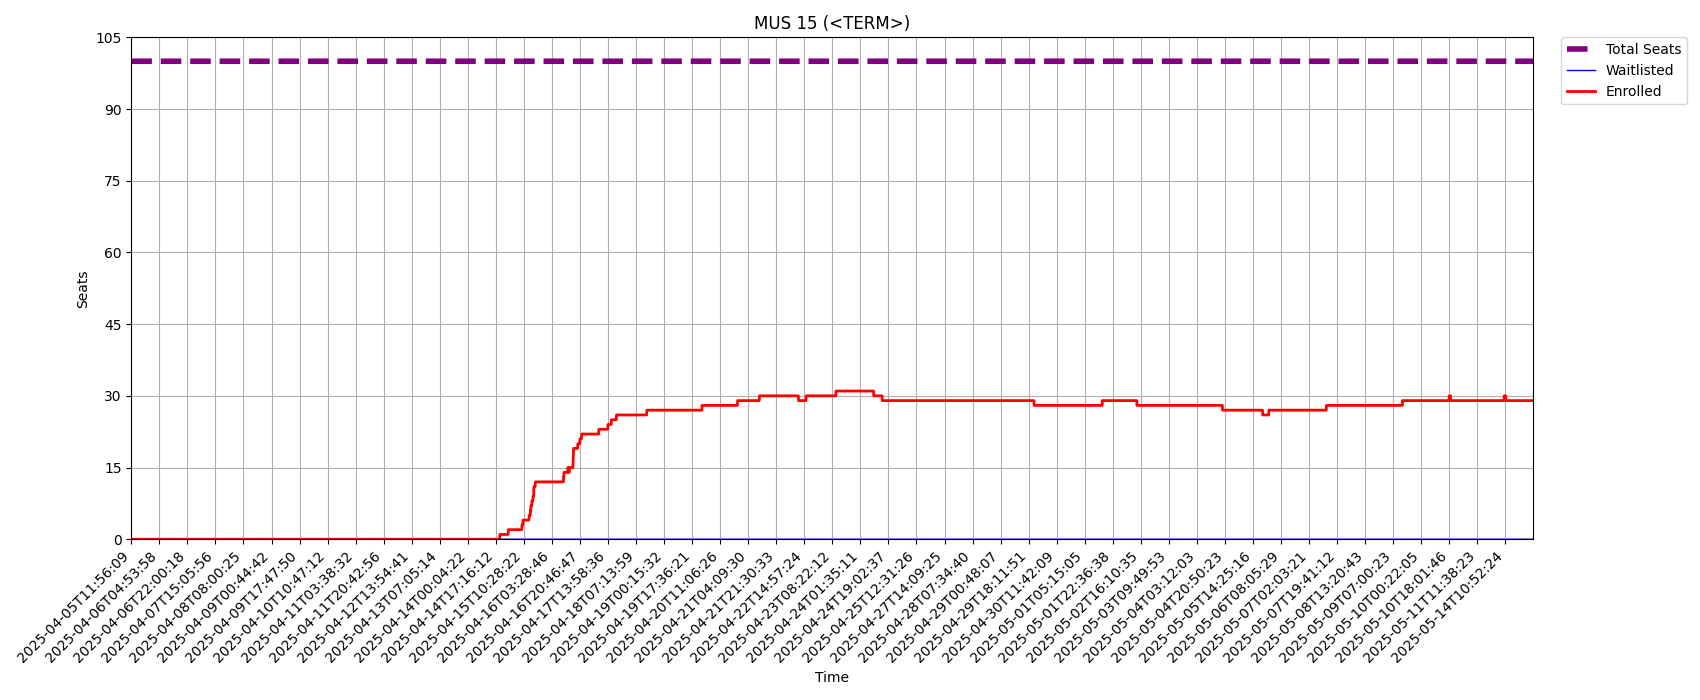 MUS 15 (<TERM>)
Total Seats
Waitlisted
Enrolled
105
90
75
60
45
30
15
0
Seats
2025-04-05T11:56:09
2025-04-06T04:53:58
2025-04-06T22:00:18
2025-04-07T15:05:56
2025-04-08T08:00:25
2025-04-09T00:44:42
2025-04-09T17:47:50
2025-04-10T10:47:12
2025-04-11T03:38:32
2025-04-11T20:42:56
2025-04-12T13:54:41
2025-04-13T07:05:14
2025-04-14T00:04:22
2025-04-14T17:16:12
2025-04-15T10:28:22
2025-04-16T03:28:46
2025-04-16T20:46:47
2025-04-17T13:58:36
2025-04-18T07:13:59
2025-04-19T00:15:32
2025-04-19T17:36:21
2025-04-20T11:06:26
2025-04-21T04:09:30
2025-04-21T21:30:33
2025-04-22T14:57:24
2025-04-23T08:22:12
2025-04-24T01:35:11
2025-04-24T19:02:37
2025-04-25T12:31:26
2025-04-27T14:09:25
2025-04-28T07:34:40
2025-04-29T00:48:07
2025-04-29T18:11:51
2025-04-30T11:42:09
2025-05-01T05:15:05
2025-05-01T22:36:38
2025-05-02T16:10:35
2025-05-03T09:49:53
2025-05-04T03:12:03
2025-05-04T20:50:23
2025-05-05T14:25:16
2025-05-06T08:05:29
2025-05-07T02:03:21
2025-05-07T19:41:12
2025-05-08T13:20:43
2025-05-09T07:00:23
2025-05-10T00:22:05
2025-05-10T18:01:46
2025-05-11T11:38:23
2025-05-14T10:52:24
Time